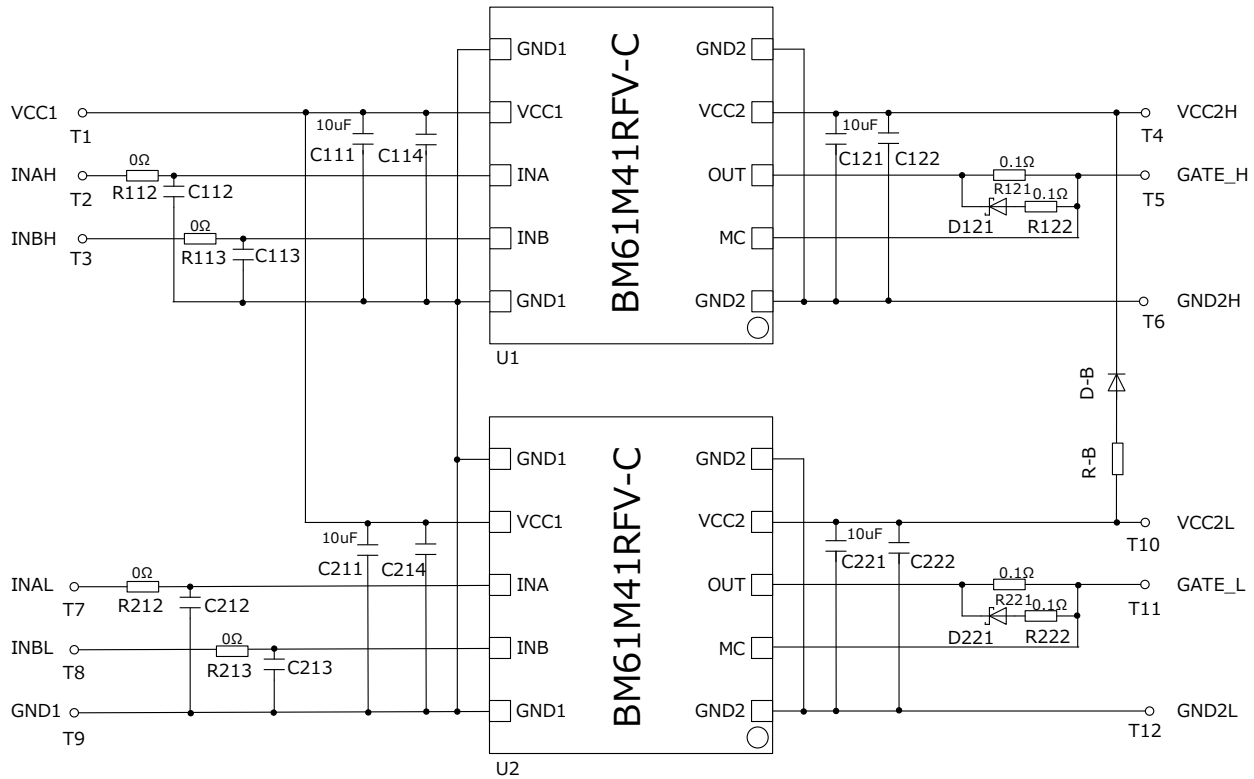 GND1
GND2
VCC1
T1
10uF
C111
C114
VCC1
BM61M41RFV-C
VCC2
10uF
C121
C122
VCC2H
T4
INAH
T2
0Ω
R112
C112
INA
OUT
0.1Ω
R121
GATE_H
T5
D121
0.1Ω
R122
INBH
T3
0Ω
R113
C113
INB
MC
GND1
GND2
GND2H
T6
U1
D-B
R-B
GND1
GND2
10uF
C211
C214
VCC1
BM61M41RFV-C
VCC2
10uF
C221
C222
VCC2L
T10
INAL
T7
0Ω
R212
C212
INA
OUT
0.1Ω
R221
GATE_L
T11
D221
0.1Ω
R222
INBL
T8
0Ω
R213
C213
INB
MC
GND1
T9
GND1
GND2
GND2L
T12
U2